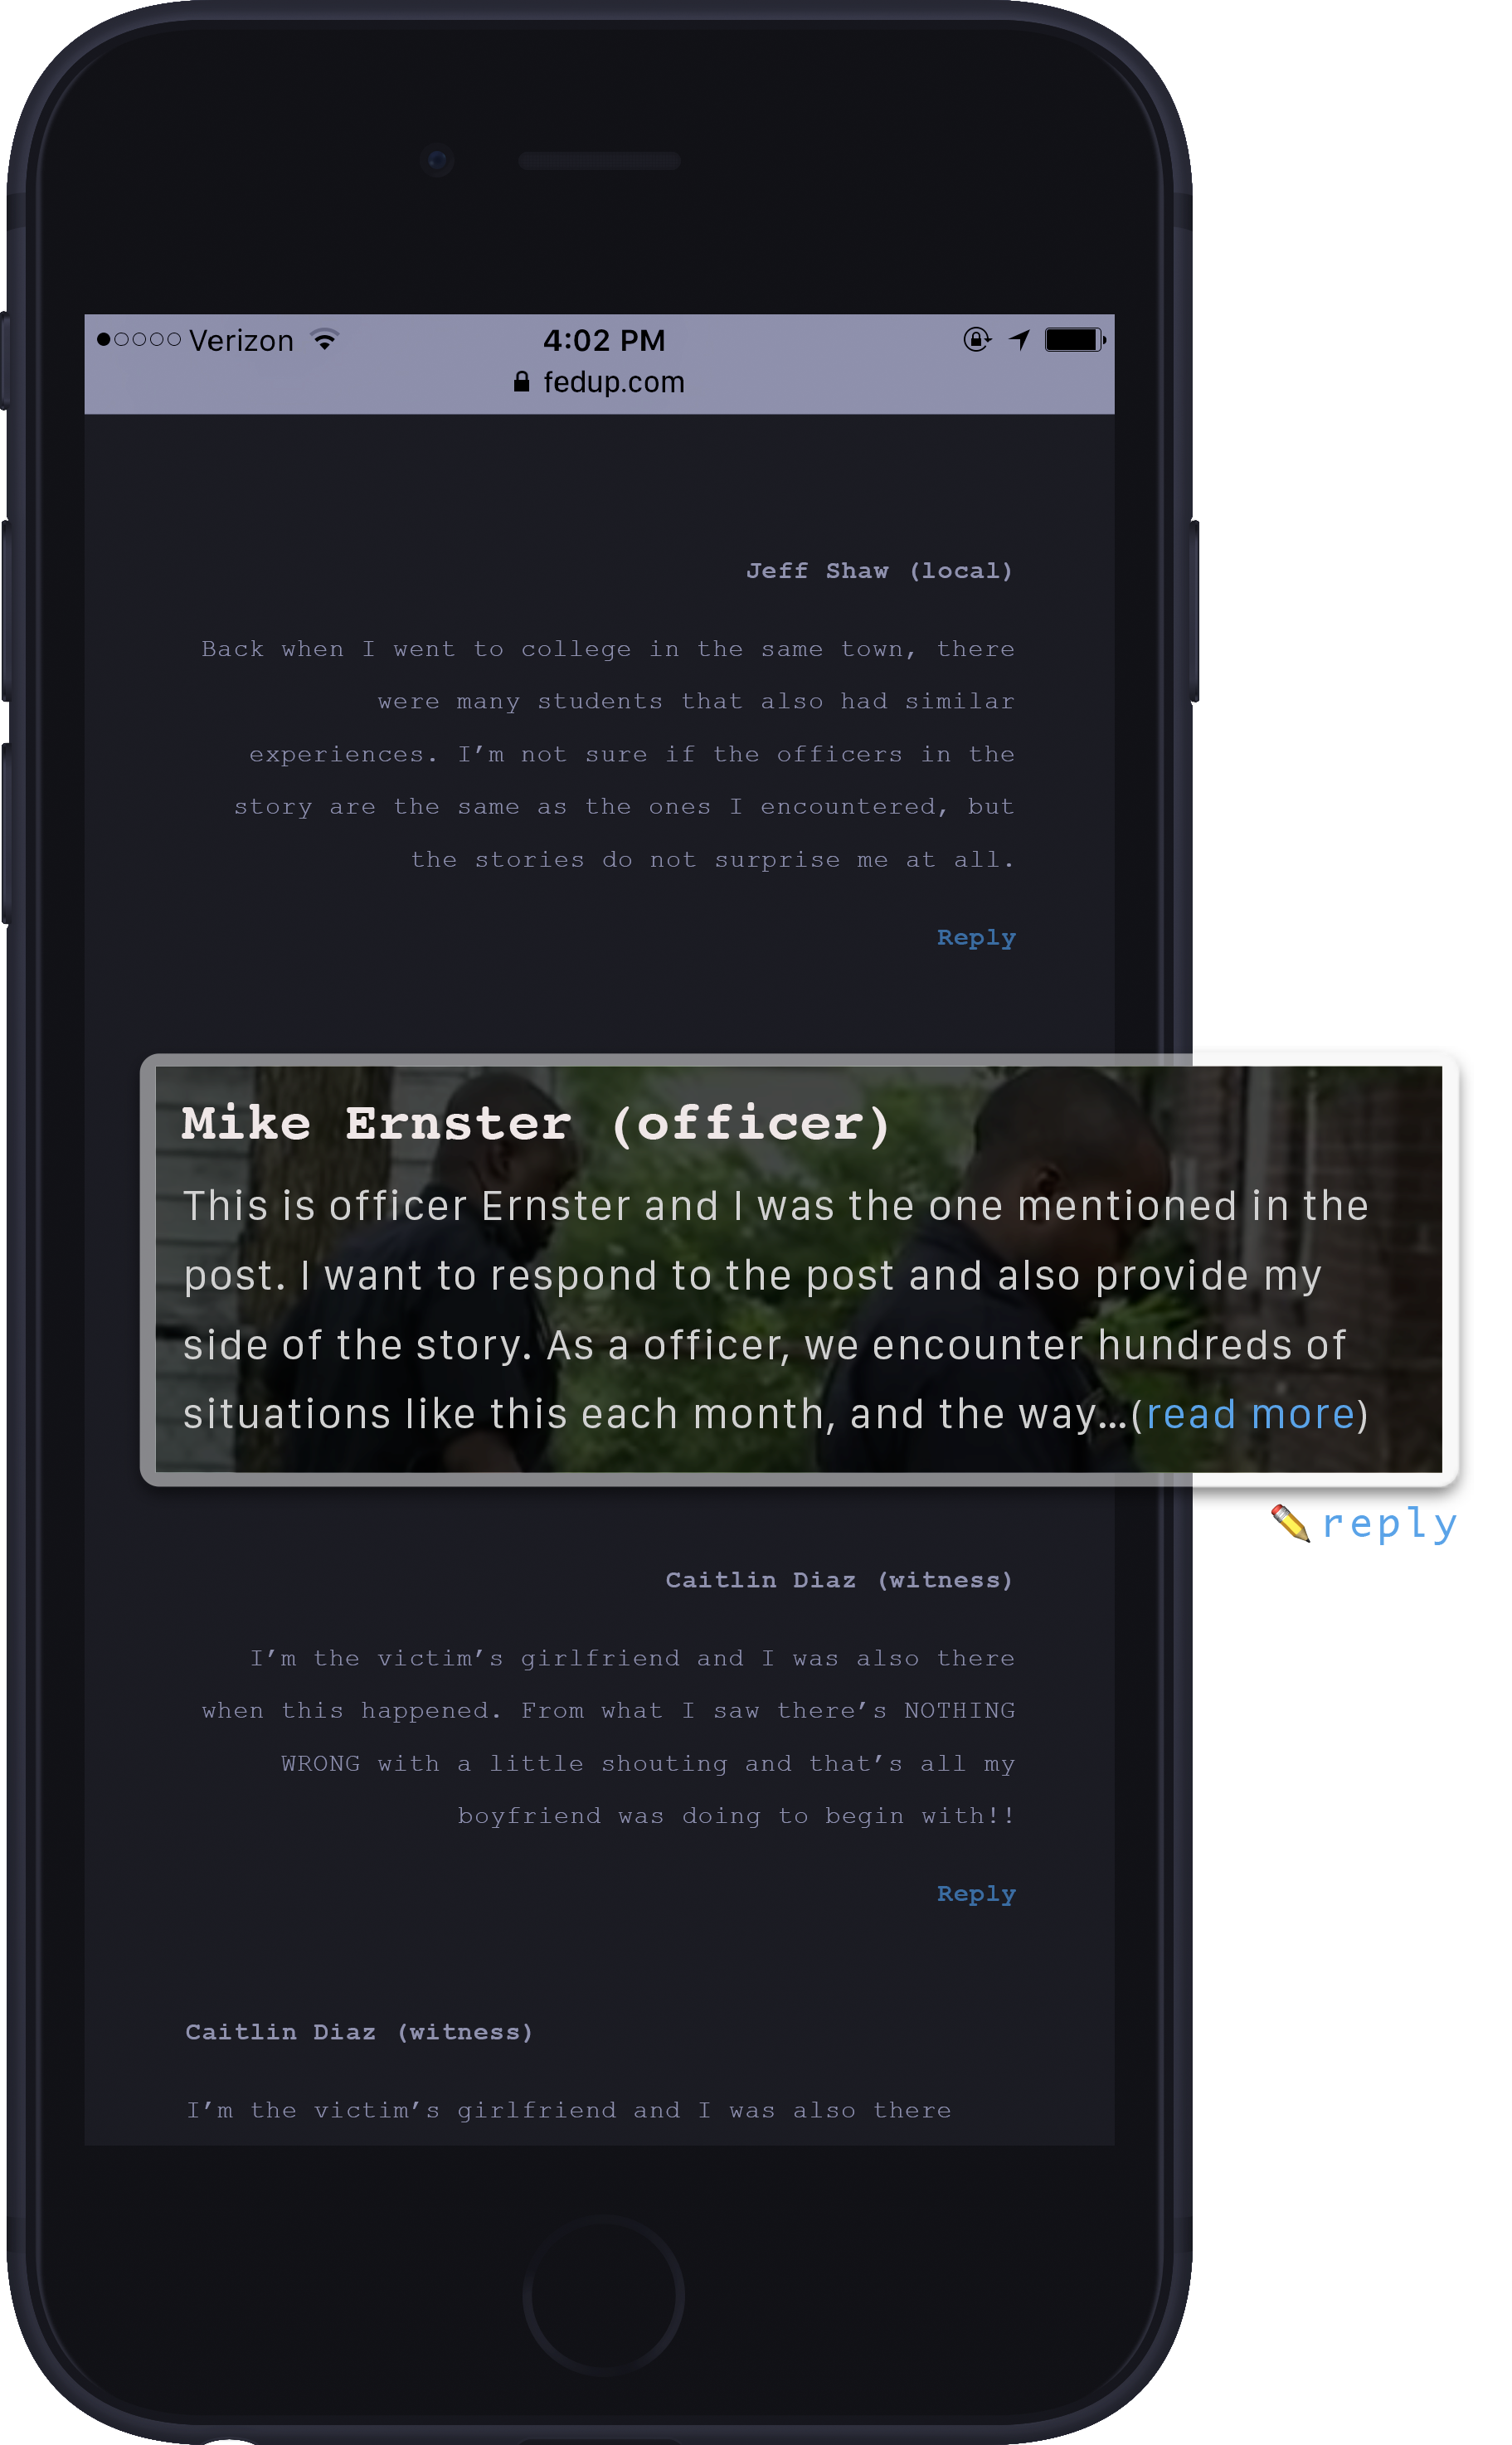 Verizon 4:02 PM
fedup.com
Jeff Shaw (local)
Back when I went to college in the same town, there
were many students that also had similar
experiences. I’m not sure if the officers in the
story are the same as the ones I encountered, but
the stories do not surprise me at all.
Reply
Mike Ernster (officer)
This is officer Ernster and I was the one mentioned in the
post. I want to respond to the post and also provide my
side of the story. As a officer, we encounter hundreds of
situations like this each month, and the way...(read more)
reply
Caitlin Diaz (witness)
I’m the victim’s girlfriend and I was also there
when this happened. From what I saw there’s NOTHING
WRONG with a little shouting and that’s all my
boyfriend was doing to begin with!!
Reply
Caitlin Diaz (witness)
I’m the victim’s girlfriend and I was also there